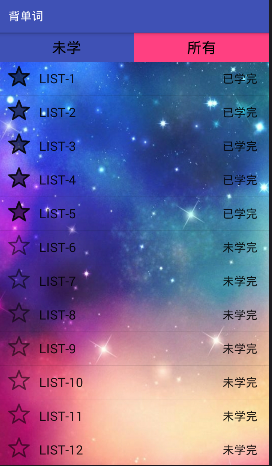 背单词
未学 所有
LIST-1 已学完
LIST-2 已学完
LIST-3 已学完
LIST-4 已学完
LIST-5 已学完
LIST-6 未学完
LIST-7 未学完
LIST-8 未学完
LIST-9 未学完
LIST-10 未学完
LIST-11 未学完
LIST-12 未学完